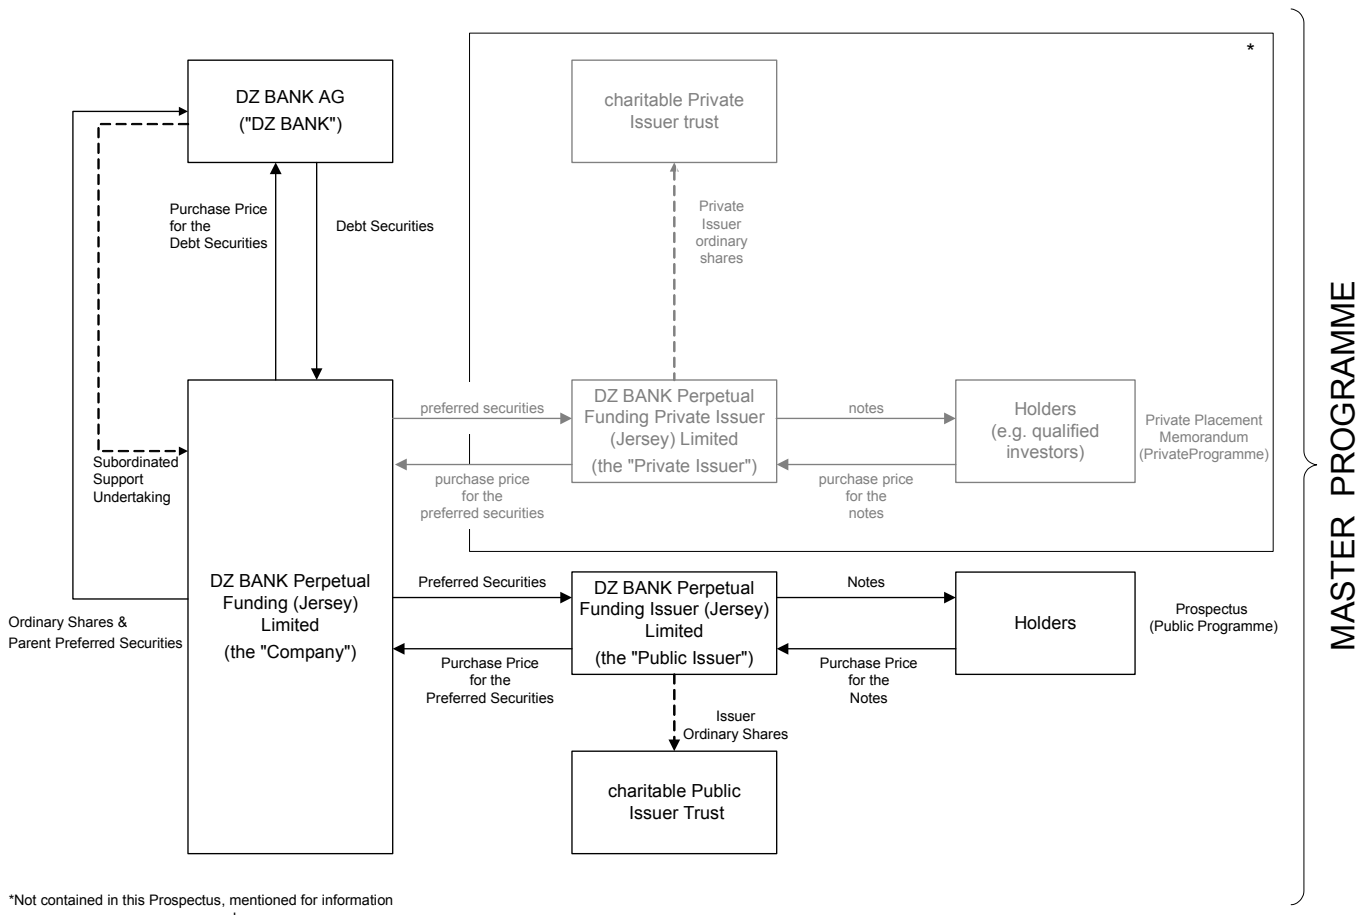 *
DZ BANK AG
("DZ BANK")
charitable Private
Issuer trust
Purchase Price
for the
Debt Securities
Debt Securities
Private
Issuer
ordinary
shares
preferred securities
DZ BANK Perpetual
Funding Private Issuer
(Jersey) Limited
(the "Private Issuer")
notes
Holders
(e.g. qualified
investors)
Private Placement
Memorandum
(PrivateProgramme)
Subordinated
Support
Undertaking
purchase price
for the
preferred securities
purchase price
for the
notes
MASTER PROGRAMME
Ordinary Shares &
Parent Preferred Securities
DZ BANK Perpetual
Funding (Jersey)
Limited
(the "Company")
Preferred Securities
DZ BANK Perpetual
Funding Issuer (Jersey)
Limited
(the "Public Issuer")
Notes
Holders
Prospectus
(Public Programme)
Purchase Price
for the
Preferred Securities
Purchase Price
for the
Notes
Issuer
Ordinary Shares
charitable Public
Issuer Trust
*Not contained in this Prospectus, mentioned for information